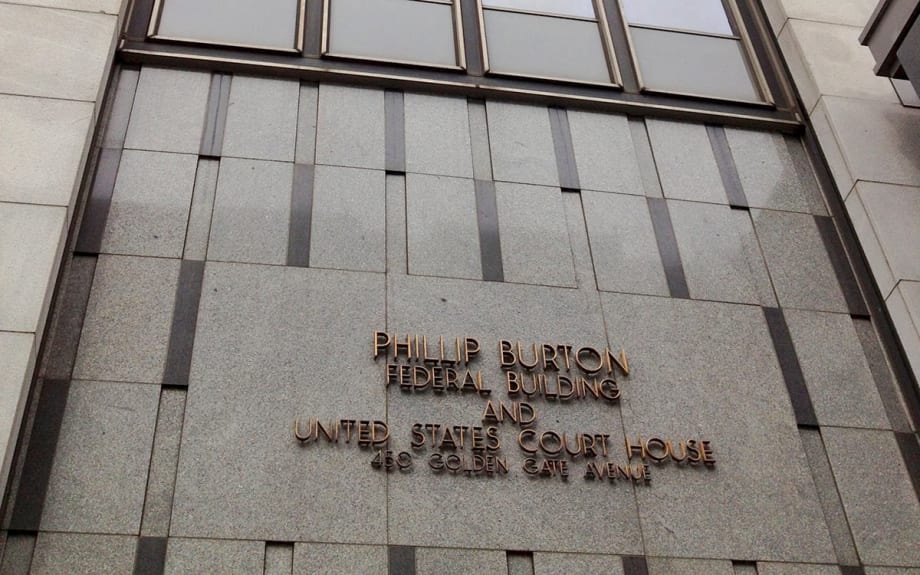 PHILLIP BURTON
FEDERAL BUILDING
AND
UNITED STATES COURT HOUSE
450 GOLDEN GATE AVENUE